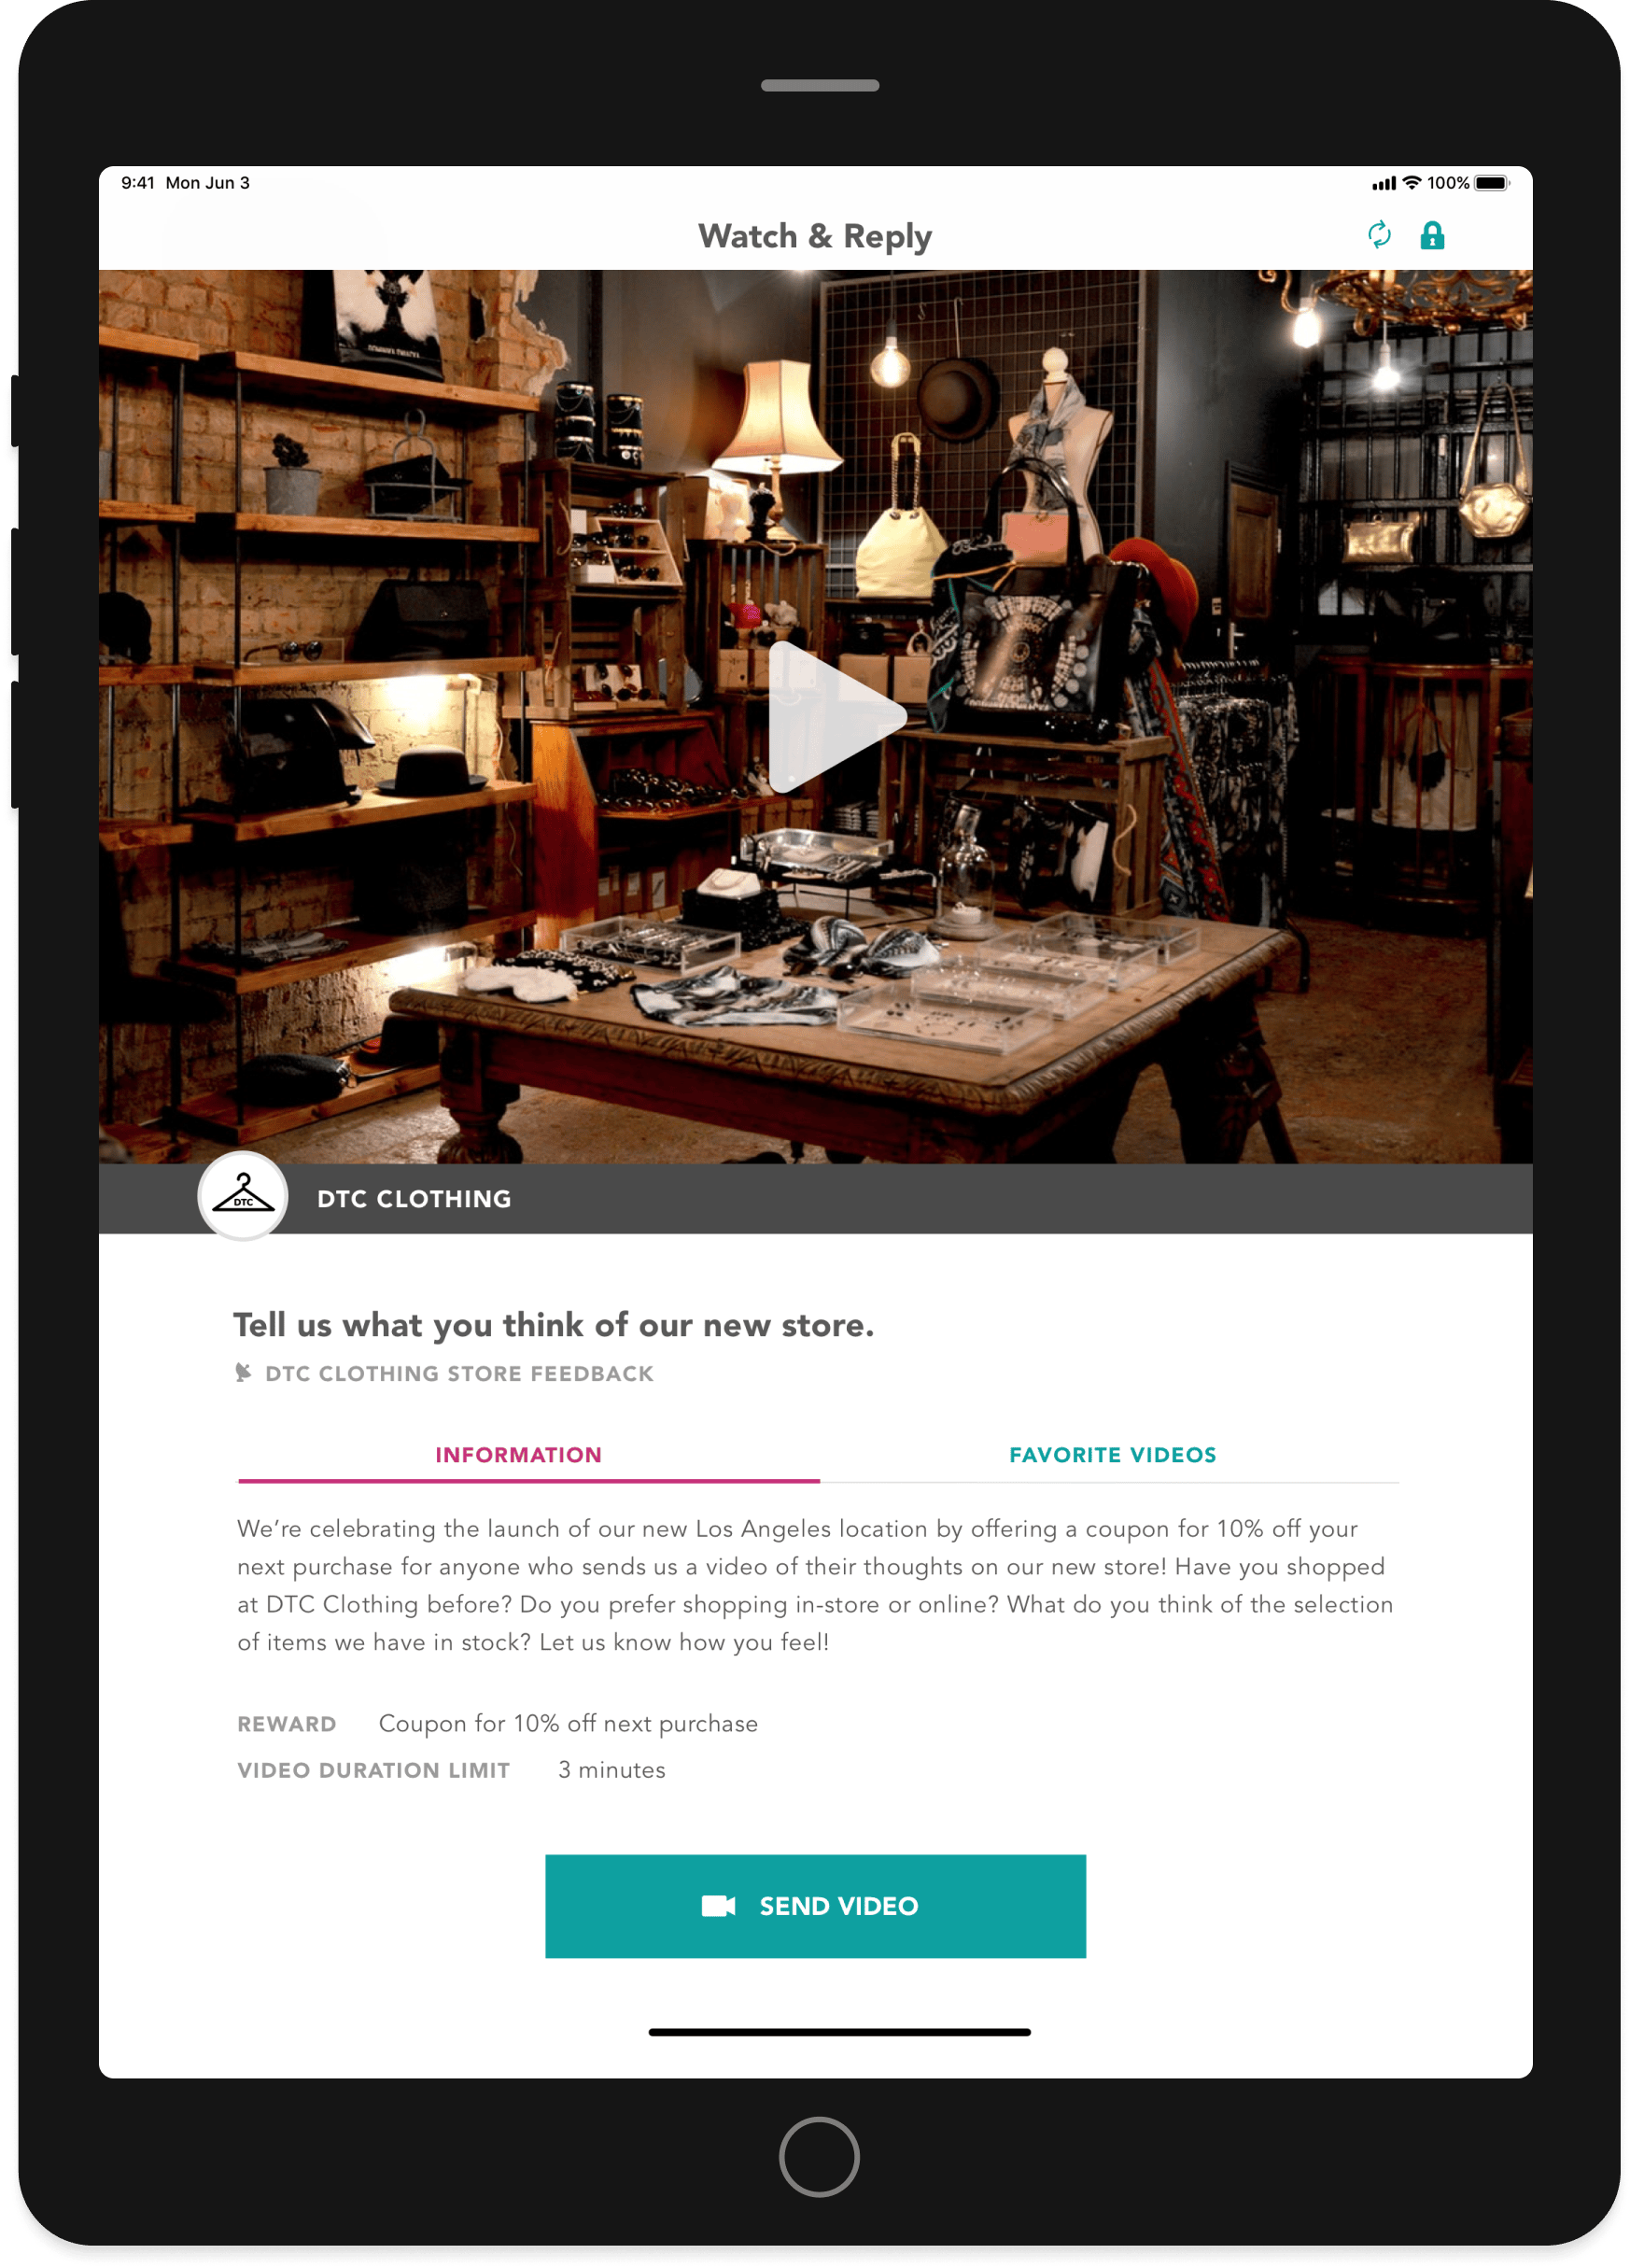 9:41 Mon Jun 3
100%
Watch & Reply
DTC
DTC CLOTHING
Tell us what you think of our new store.
DTC CLOTHING STORE FEEDBACK
INFORMATION
FAVORITE VIDEOS
We’re celebrating the launch of our new Los Angeles location by offering a coupon for 10% off your
next purchase for anyone who sends us a video of their thoughts on our new store! Have you shopped
at DTC Clothing before? Do you prefer shopping in-store or online? What do you think of the selection
of items we have in stock? Let us know how you feel!
REWARD Coupon for 10% off next purchase
VIDEO DURATION LIMIT 3 minutes
SEND VIDEO